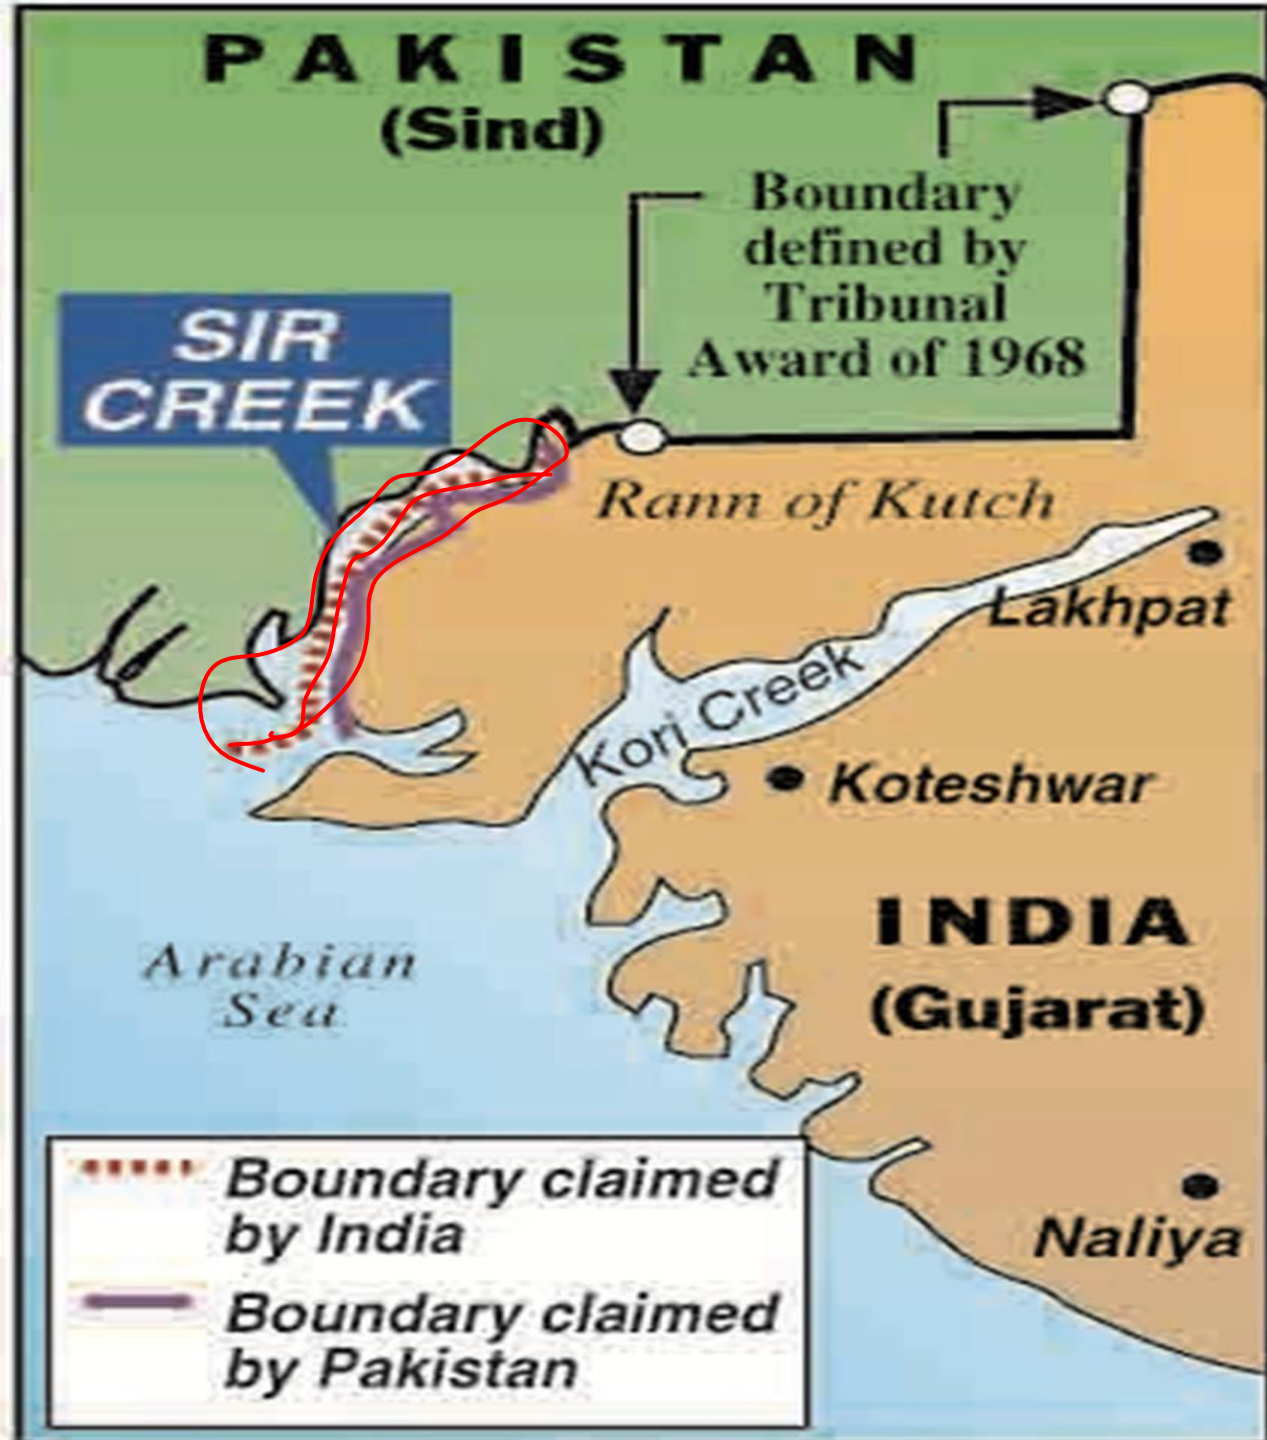 PAKISTAN
(Sind)
Boundary
defined by
Tribunal
Award of 1968
SIR
CREEK
Rann of Kutch
Lakhpat
Kori Creek
Koteshwar
INDIA
(Gujarat)
Arabian
Sea
Naliya
Boundary claimed
by India
Boundary claimed
by Pakistan